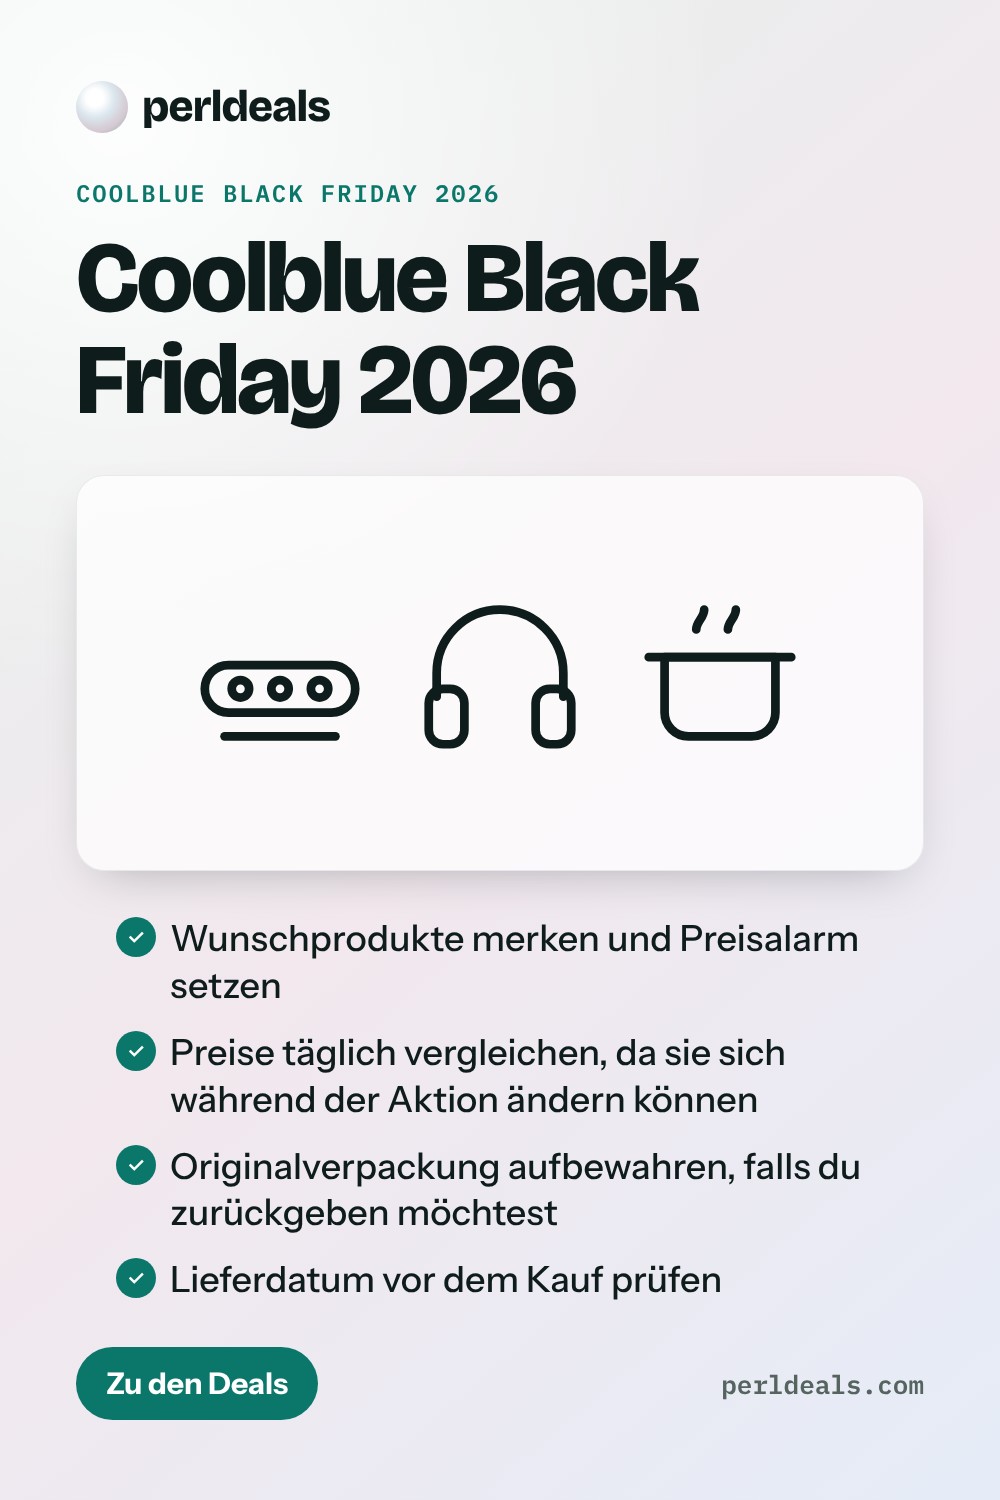 perldeals
COOLBLUE BLACK FRIDAY 2026
Coolblue Black
Friday 2026
Wunschprodukte merken und Preisalarm
setzen
Preise täglich vergleichen, da sie sich
während der Aktion ändern können
Originalverpackung aufbewahren, falls du
zurückgeben möchtest
Lieferdatum vor dem Kauf prüfen
Zu den Deals
perldeals.com